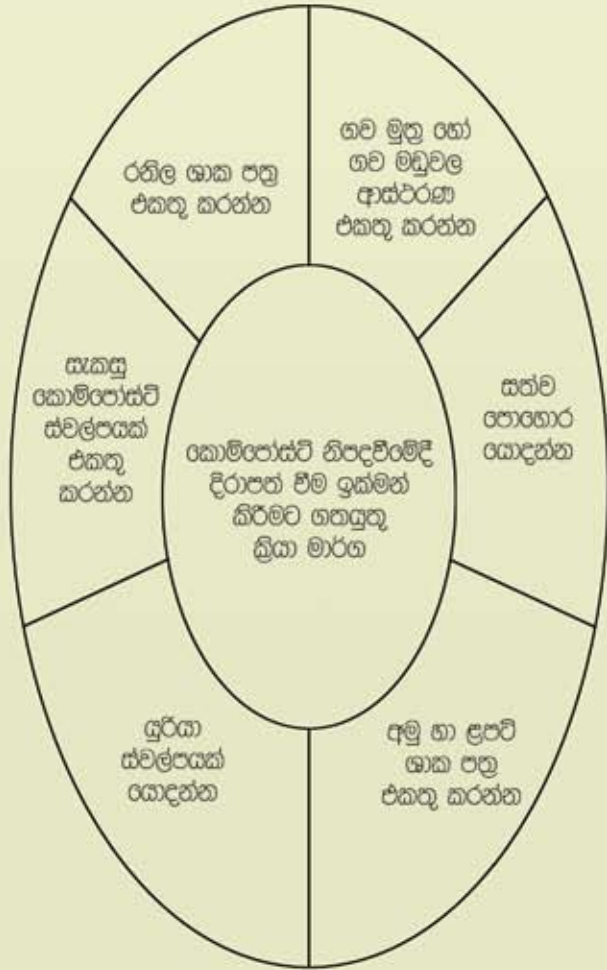 රනිල ශාක පත්‍ර
එකතු කරන්න
ගව මුත්‍ර හෝ
ගව මඩුවල
ආස්ථරණ
එකතු කරන්න
සැකසු
කොම්පෝස්ට්
ස්වල්පයක්
එකතු
කරන්න
සත්ව
පොහොර
යොදන්න
කොම්පෝස්ට් නිපදවීමේදී
දිරාපත් වීම ඉක්මන්
කිරීමට ගතයුතු
ක්‍රියා මාර්ග
යුරියා
ස්වල්පයක්
යොදන්න
අමු හා ළපටි
ශාක පත්‍ර
එකතු කරන්න